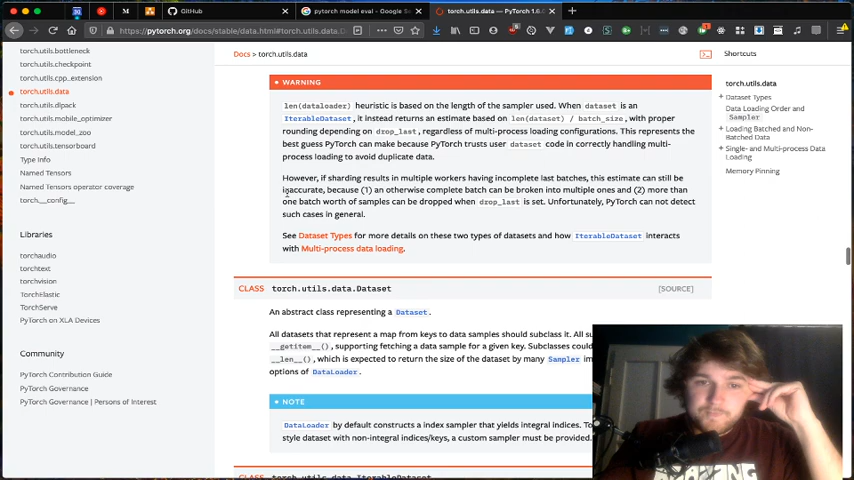 GitHub
pytorch model eval - Google Se
torch.utils.data — PyTorch 1.6.
https://pytorch.org/docs/stable/data.html#torch.utils.data.D
torch.utils.bottleneck
torch.utils.checkpoint
torch.utils.cpp_extension
torch.utils.data
torch.utils.dlpack
torch.utils.mobile_optimizer
torch.utils.model_zoo
torch.utils.tensorboard
Type Info
Named Tensors
Named Tensors operator coverage
torch.__config__
Libraries
torchaudio
torchtext
torchvision
TorchElastic
TorchServe
PyTorch on XLA Devices
Community
PyTorch Contribution Guide
PyTorch Governance
PyTorch Governance | Persons of Interest
Docs > torch.utils.data
WARNING
len(dataloader) heuristic is based on the length of the sampler used. When dataset is an
IterableDataset, it instead returns an estimate based on len(dataset) / batch_size, with proper
rounding depending on drop_last, regardless of multi-process loading configurations. This represents the
best guess PyTorch can make because PyTorch trusts user dataset code in correctly handling multi-
process loading to avoid duplicate data.
However, if sharding results in multiple workers having incomplete last batches, this estimate can still be
inaccurate, because (1) an otherwise complete batch can be broken into multiple ones and (2) more than
one batch worth of samples can be dropped when drop_last is set. Unfortunately, PyTorch can not detect
such cases in general.
See Dataset Types for more details on these two types of datasets and how IterableDataset interacts
with Multi-process data loading.
CLASS torch.utils.data.Dataset [SOURCE]
An abstract class representing a Dataset.
All datasets that represent a map from keys to data samples should subclass it. All su
__getitem__(), supporting fetching a data sample for a given key. Subclasses coul
__len__(), which is expected to return the size of the dataset by many Sampler im
options of DataLoader.
NOTE
DataLoader by default constructs a index sampler that yields integral indices. To
style dataset with non-integral indices/keys, a custom sampler must be provided.
CLASS torch.utils.data.IterableDataset
Shortcuts
torch.utils.data
+ Dataset Types
Data Loading Order and
Sampler
+ Loading Batched and Non-
Batched Data
+ Single- and Multi-process Data
Loading
Memory Pinning